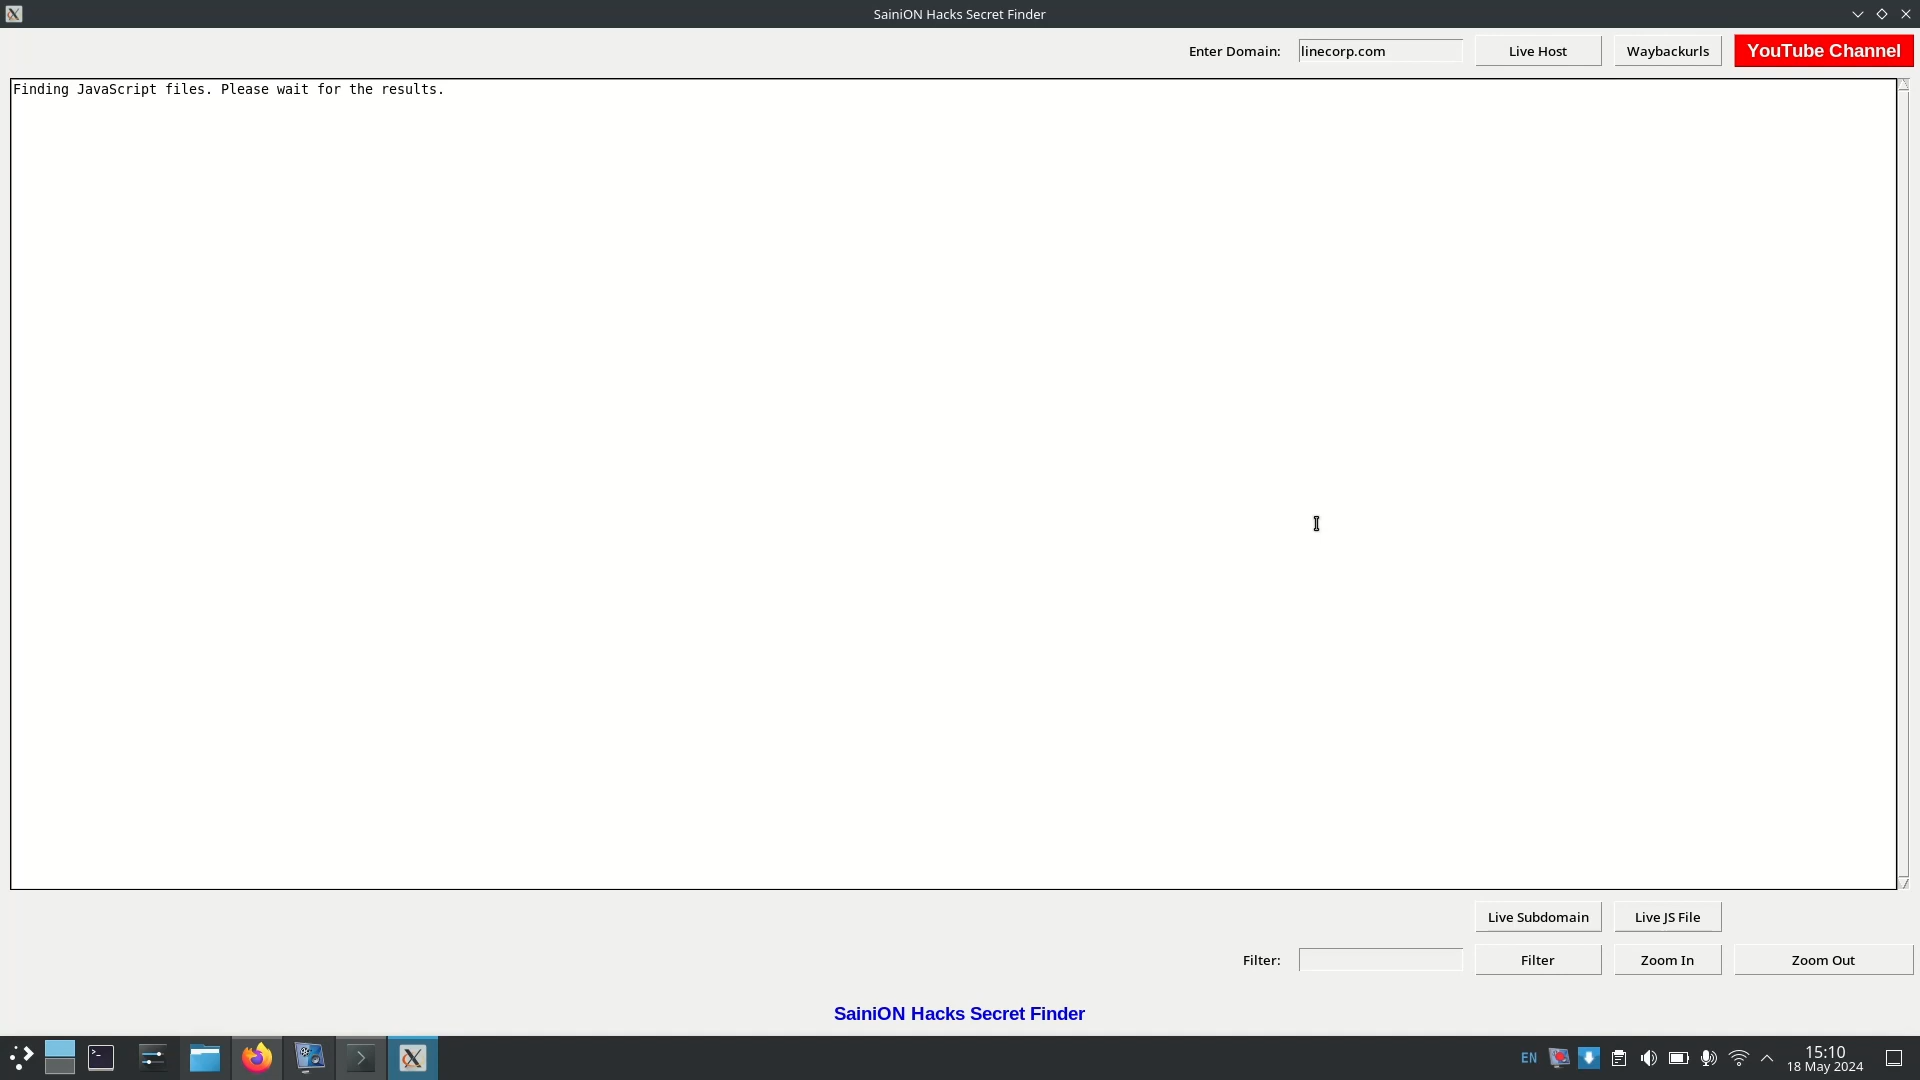 SainiON Hacks Secret Finder
Enter Domain: linecorp.com Live Host Waybackurls YouTube Channel
Finding JavaScript files. Please wait for the results.
Live Subdomain Live JS File
Filter: Filter Zoom In Zoom Out
SainiON Hacks Secret Finder
EN 15:10
18 May 2024